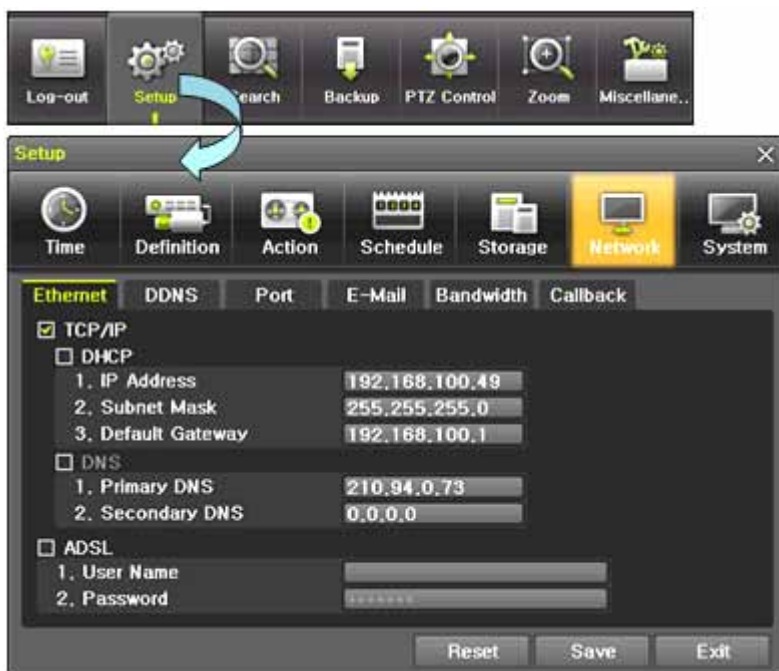 Log-out Setup Search Backup PTZ Control Zoom Miscellane..
Setup
Time Definition Action Schedule Storage Network System
Ethernet DDNS Port E-Mail Bandwidth Callback
TCP/IP
DHCP
1. IP Address 192.168.100.49
2. Subnet Mask 255.255.255.0
3. Default Gateway 192.168.100.1
DNS
1. Primary DNS 210.94.0.73
2. Secondary DNS 0.0.0.0
ADSL
1. User Name
2. Password *******
Reset Save Exit